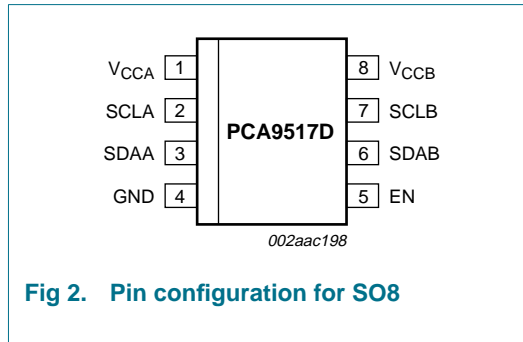 VCCA 1 8 VCCB
SCLA 2 7 SCLB
PCA9517D
SDAA 3 6 SDAB
GND 4 5 EN
002aac198
Fig 2. Pin configuration for SO8